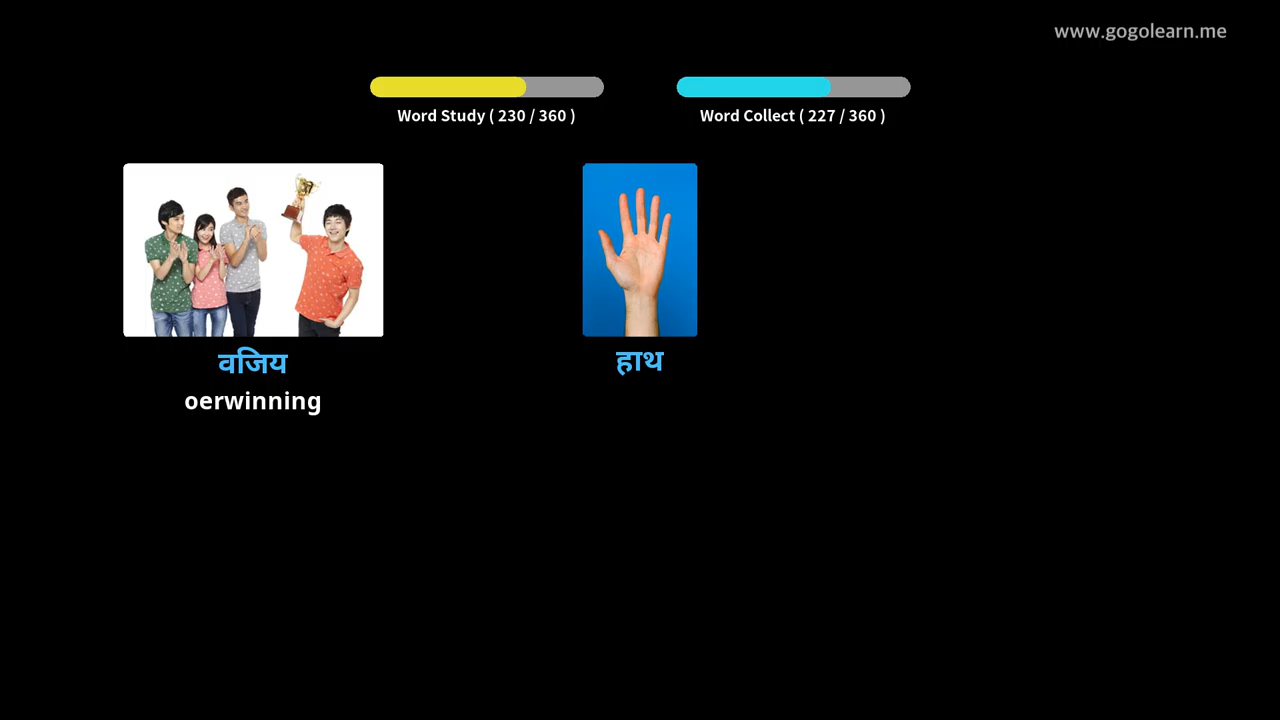 www.gogolearn.me
Word Study ( 230 / 360 )
Word Collect ( 227 / 360 )
वजिय
हाथ
oerwinning